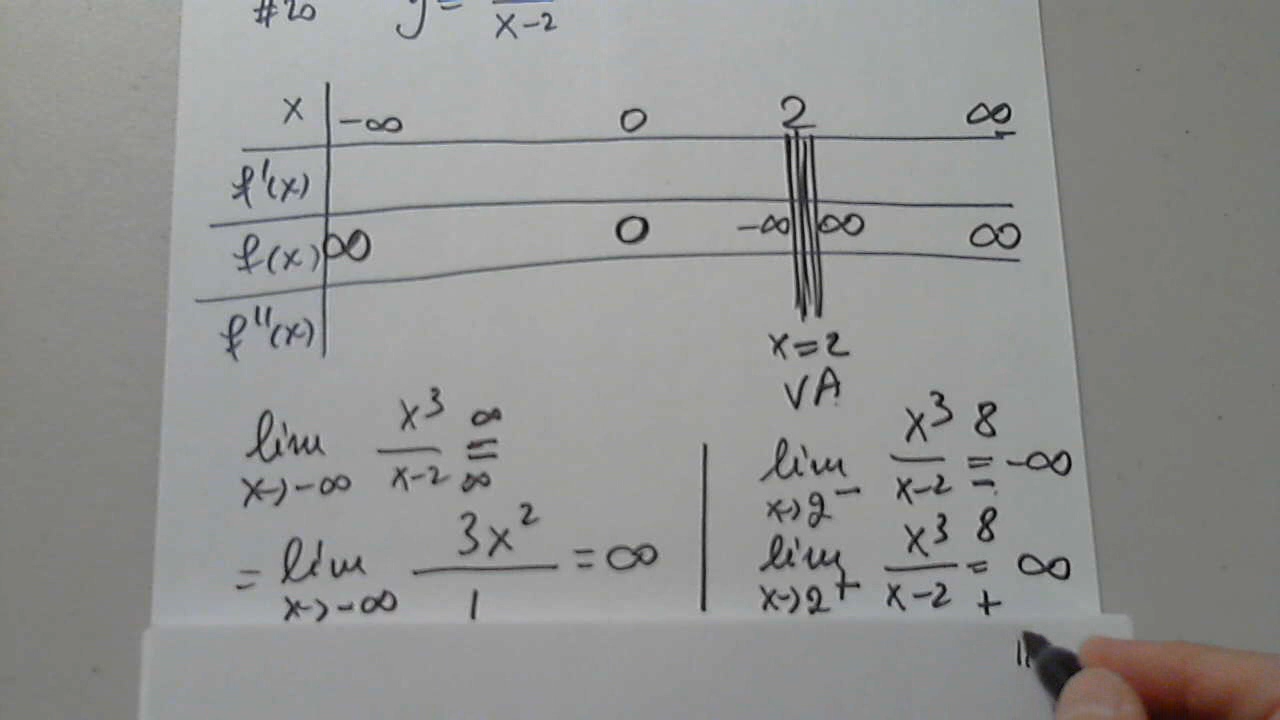 #20 y = x-2
x -∞ 0 2 ∞
f'(x)
f(x) ∞ 0 -∞ ∞ ∞
f''(x)
x=2
VA
lim x→-∞ x³/x-2 ∞ = ∞
= lim x→-∞ 3x²/1 = ∞
lim x→2⁻ x³/x-2 8 = - -∞
lim x→2⁺ x³/x-2 8 = + ∞